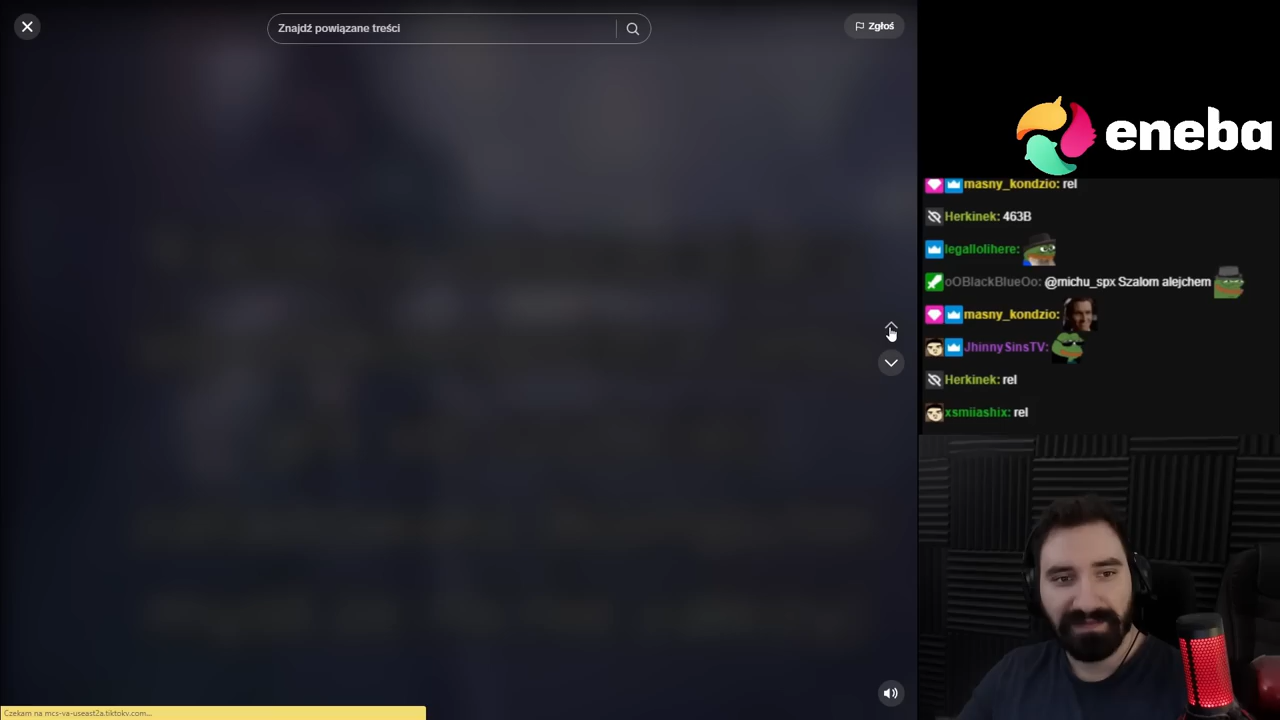 Znajdź powiązane treści
Zgłoś
eneba
masny_kondzio: rel
Herkinek: 463B
legallolihere:
oOBlackBlueOo: @michu_spx Szalom alejchem
masny_kondzio:
JhinnySinsTV:
Herkinek: rel
xsmiiashix: rel
Czekam na mcs-va-useast2a.tiktokv.com...